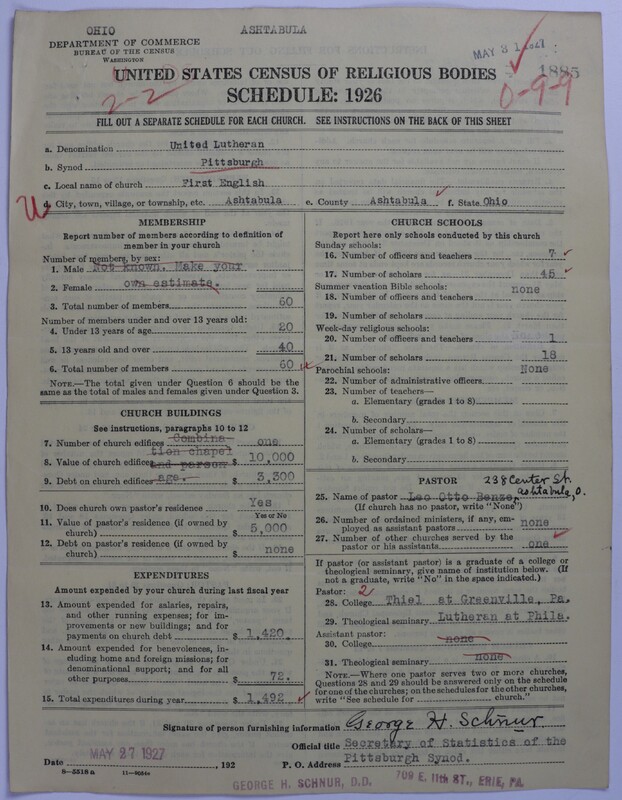 OHIO ASHTABULA
DEPARTMENT OF COMMERCE
BUREAU OF THE CENSUS
WASHINGTON
MAY 31 1927
1885
UNITED STATES CENSUS OF RELIGIOUS BODIES
2-2
SCHEDULE: 1926
0-9-9
FILL OUT A SEPARATE SCHEDULE FOR EACH CHURCH. SEE INSTRUCTIONS ON THE BACK OF THIS SHEET
a. Denomination United Lutheran
b. Synod Pittsburgh
c. Local name of church First English
U
d. City, town, village, or township, etc. Ashtabula e. County Ashtabula f. State Ohio
MEMBERSHIP
Report number of members according to definition of
member in your church
Number of members, by sex:
1. Male Not known. Make your
2. Female own estimate.
3. Total number of members 60
Number of members under and over 13 years old:
4. Under 13 years of age 20
5. 13 years old and over 40
6. Total number of members 60
NOTE.—The total given under Question 6 should be
the same as the total of males and females given under Question 3.
CHURCH BUILDINGS
See instructions, paragraphs 10 to 12
7. Number of church edifices Combina one
tion chapel
8. Value of church edifices and parson $ 10,000
9. Debt on church edifices age. $ 3,300
10. Does church own pastor's residence Yes
Yes or No
11. Value of pastor's residence (if owned by
church) $ 5,000
12. Debt on pastor's residence (if owned by
church) $ none
EXPENDITURES
Amount expended by your church during last fiscal year
13. Amount expended for salaries, repairs,
and other running expenses; for im-
provements or new buildings; and for
payments on church debt $ 1,420.
14. Amount expended for benevolences, in-
cluding home and foreign missions; for
denominational support; and for all
other purposes $ 72.
15. Total expenditures during year $ 1,492
CHURCH SCHOOLS
Report here only schools conducted by this church
Sunday schools:
16. Number of officers and teachers 7
17. Number of scholars 45
Summer vacation Bible schools: none
18. Number of officers and teachers
19. Number of scholars
Week-day religious schools:
20. Number of officers and teachers 1
21. Number of scholars 18
Parochial schools: None
22. Number of administrative officers
23. Number of teachers—
a. Elementary (grades 1 to 8)
b. Secondary
24. Number of scholars—
a. Elementary (grades 1 to 8)
b. Secondary
PASTOR 238 Center St.
Ashtabula, O.
25. Name of pastor Leo Otto Benze,
(If church has no pastor, write "None")
26. Number of ordained ministers, if any, em-
ployed as assistant pastors none
27. Number of other churches served by the
pastor or his assistants one
If pastor (or assistant pastor) is a graduate of a college or
theological seminary, give name of institution below. (If
not a graduate, write "No" in the space indicated.)
Pastor: 2
28. College Thiel at Greenville, Pa.
29. Theological seminary Lutheran at Phila.
Assistant pastor:
30. College none
31. Theological seminary none
NOTE.—Where one pastor serves two or more churches,
Questions 28 and 29 should be answered only on the schedule
for one of the churches; on the schedules for the other churches,
write "See schedule for church."
Signature of person furnishing information George H. Schnur
Official title Secretary of Statistics of the
Date MAY 27 1927, 192 P. O. Address Pittsburgh Synod.
8—5518 a
GEORGE H. SCHNUR, D.D. 709 E. 11th ST., ERIE, PA